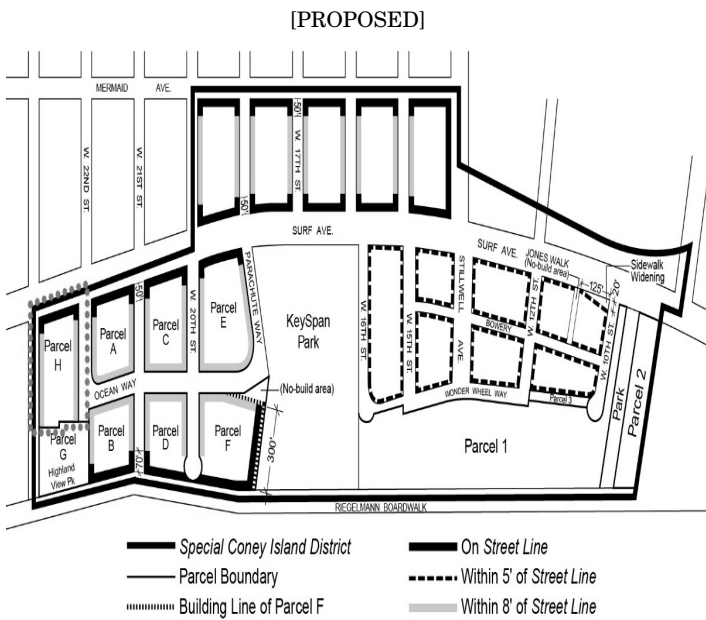 [PROPOSED]
MERMAID AVE.
W. 22ND ST.
W. 21ST ST.
50'
W. 17TH ST.
50'
SURF AVE.
SURF AVE.
JONES WALK
(No-build area)
Sidewalk
Widening
125'
20'
50'
W. 20TH ST.
PARACHUTE WAY
Parcel
E
Parcel
A
Parcel
C
Parcel
H
KeySpan
Park
W. 16TH ST.
W. 15TH ST.
STILLWELL
AVE.
BOWERY
W. 12TH ST.
W. 10TH ST.
WONDER WHEEL WAY
Parcel 3
Park
Parcel 2
OCEAN WAY
(No-build area)
Parcel
B
Parcel
D
Parcel
F
300'
70'
Parcel
G
Highland
View Pk
Parcel 1
RIEGELMANN BOARDWALK
Special Coney Island District
Parcel Boundary
Building Line of Parcel F
On Street Line
Within 5' of Street Line
Within 8' of Street Line